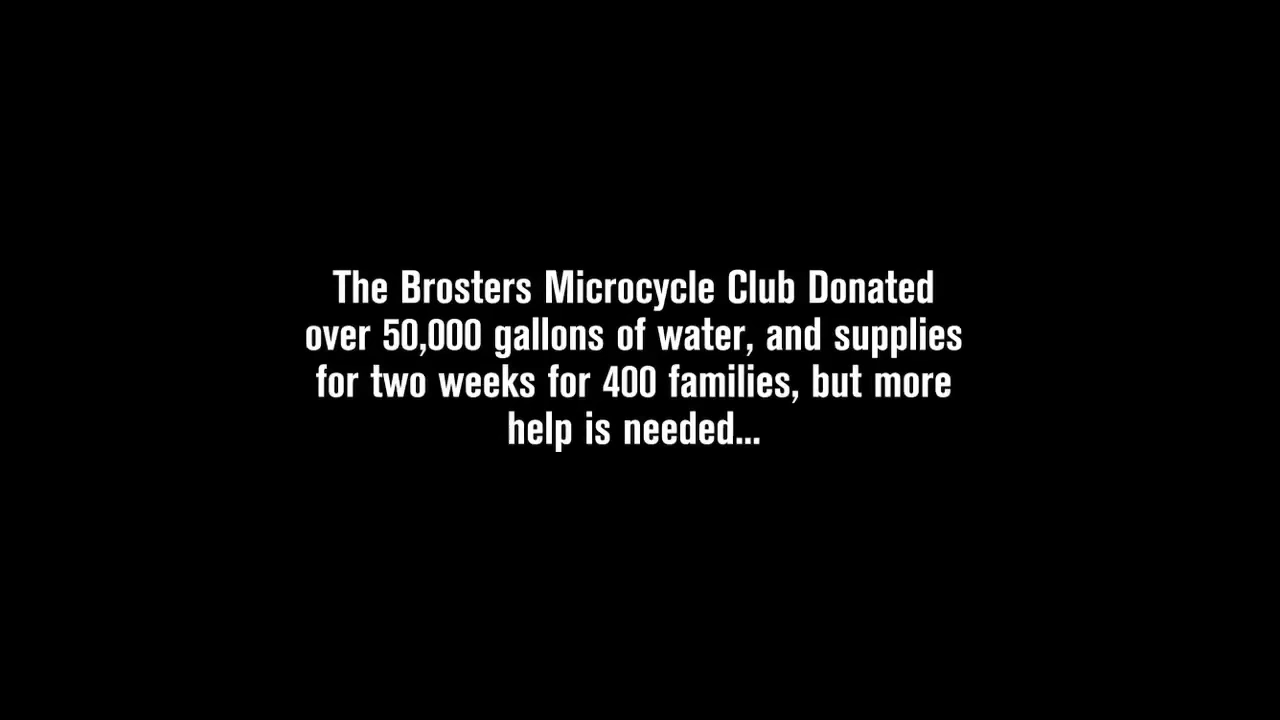 The Brosters Microcycle Club Donated
over 50,000 gallons of water, and supplies
for two weeks for 400 families, but more
help is needed...